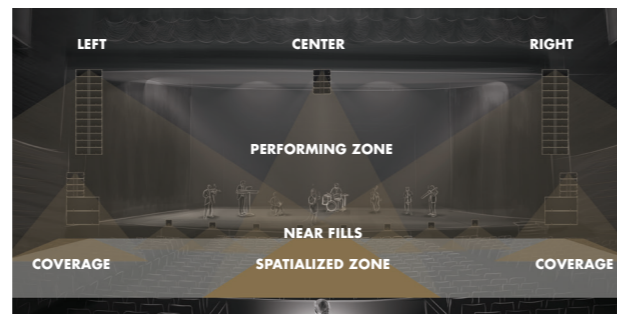 LEFT CENTER RIGHT
PERFORMING ZONE
NEAR FILLS
COVERAGE SPATIALIZED ZONE COVERAGE